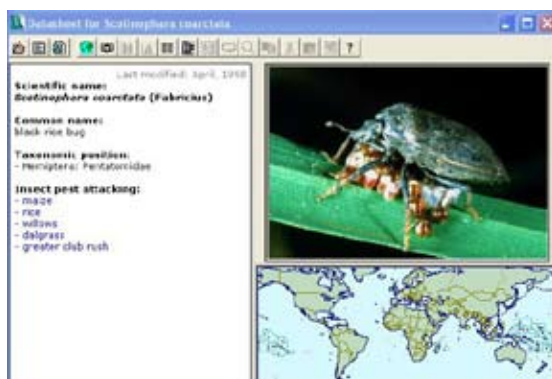 Datasheet for Scotinophara coarctata
Last modified: April, 1998
Scientific name:
Scotinophara coarctata (Fabricius)
Common name:
black rice bug
Taxonomic position:
- Hemiptera: Pentatomidae
Insect pest attacking:
- maize
- rice
- willows
- dalgrass
- greater club rush
?